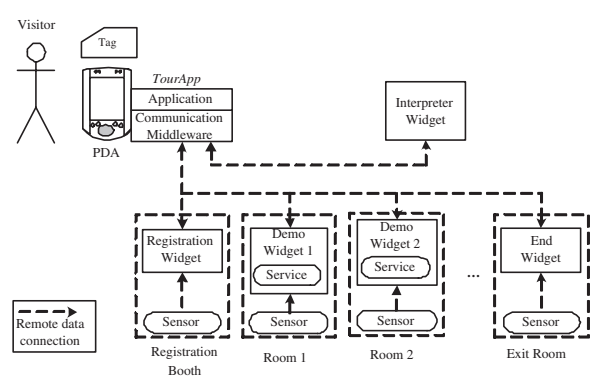 Visitor
Tag
TourApp
Application
Communication
Middleware
PDA
Interpreter
Widget
Registration
Widget
Demo
Widget 1
Service
Demo
Widget 2
Service
End
Widget
...
Sensor
Sensor
Sensor
Sensor
Remote data
connection
Registration
Booth
Room 1
Room 2
Exit Room